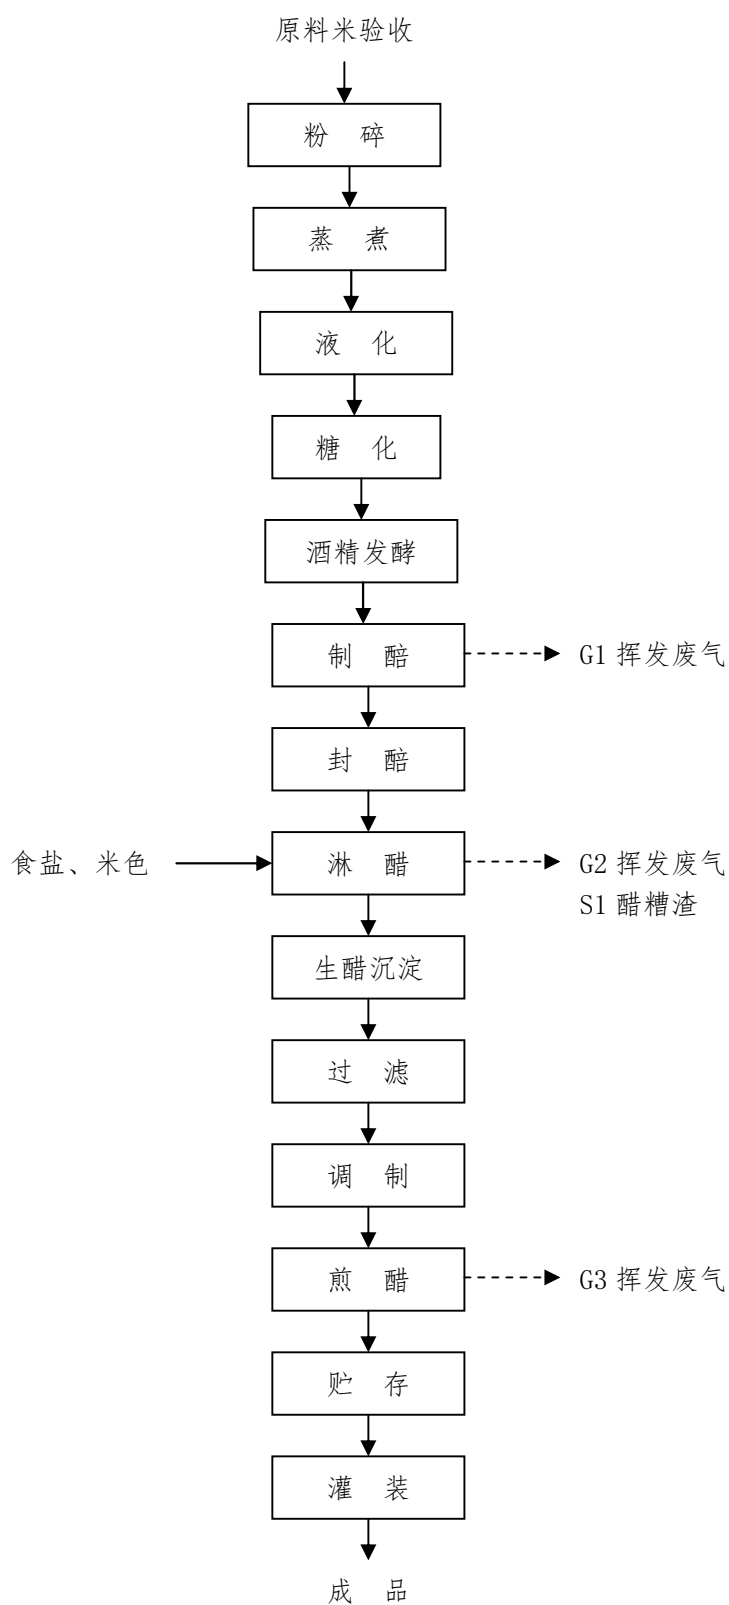 原料米验收
粉 碎
蒸 煮
液 化
糖 化
酒精发酵
制 醅
G1 挥发废气
封 醅
食盐、米色
淋 醋
G2 挥发废气
S1 醋糟渣
生醋沉淀
过 滤
调 制
煎 醋
G3 挥发废气
贮 存
灌 装
成 品